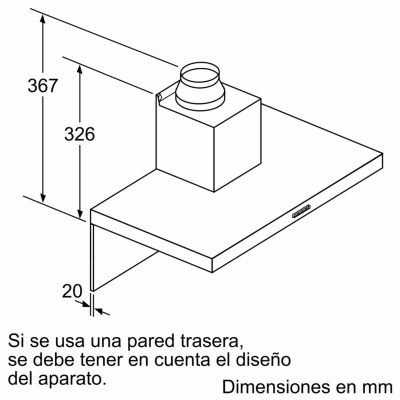 367
326
20
Si se usa una pared trasera,
se debe tener en cuenta el diseño
del aparato.
Dimensiones en mm